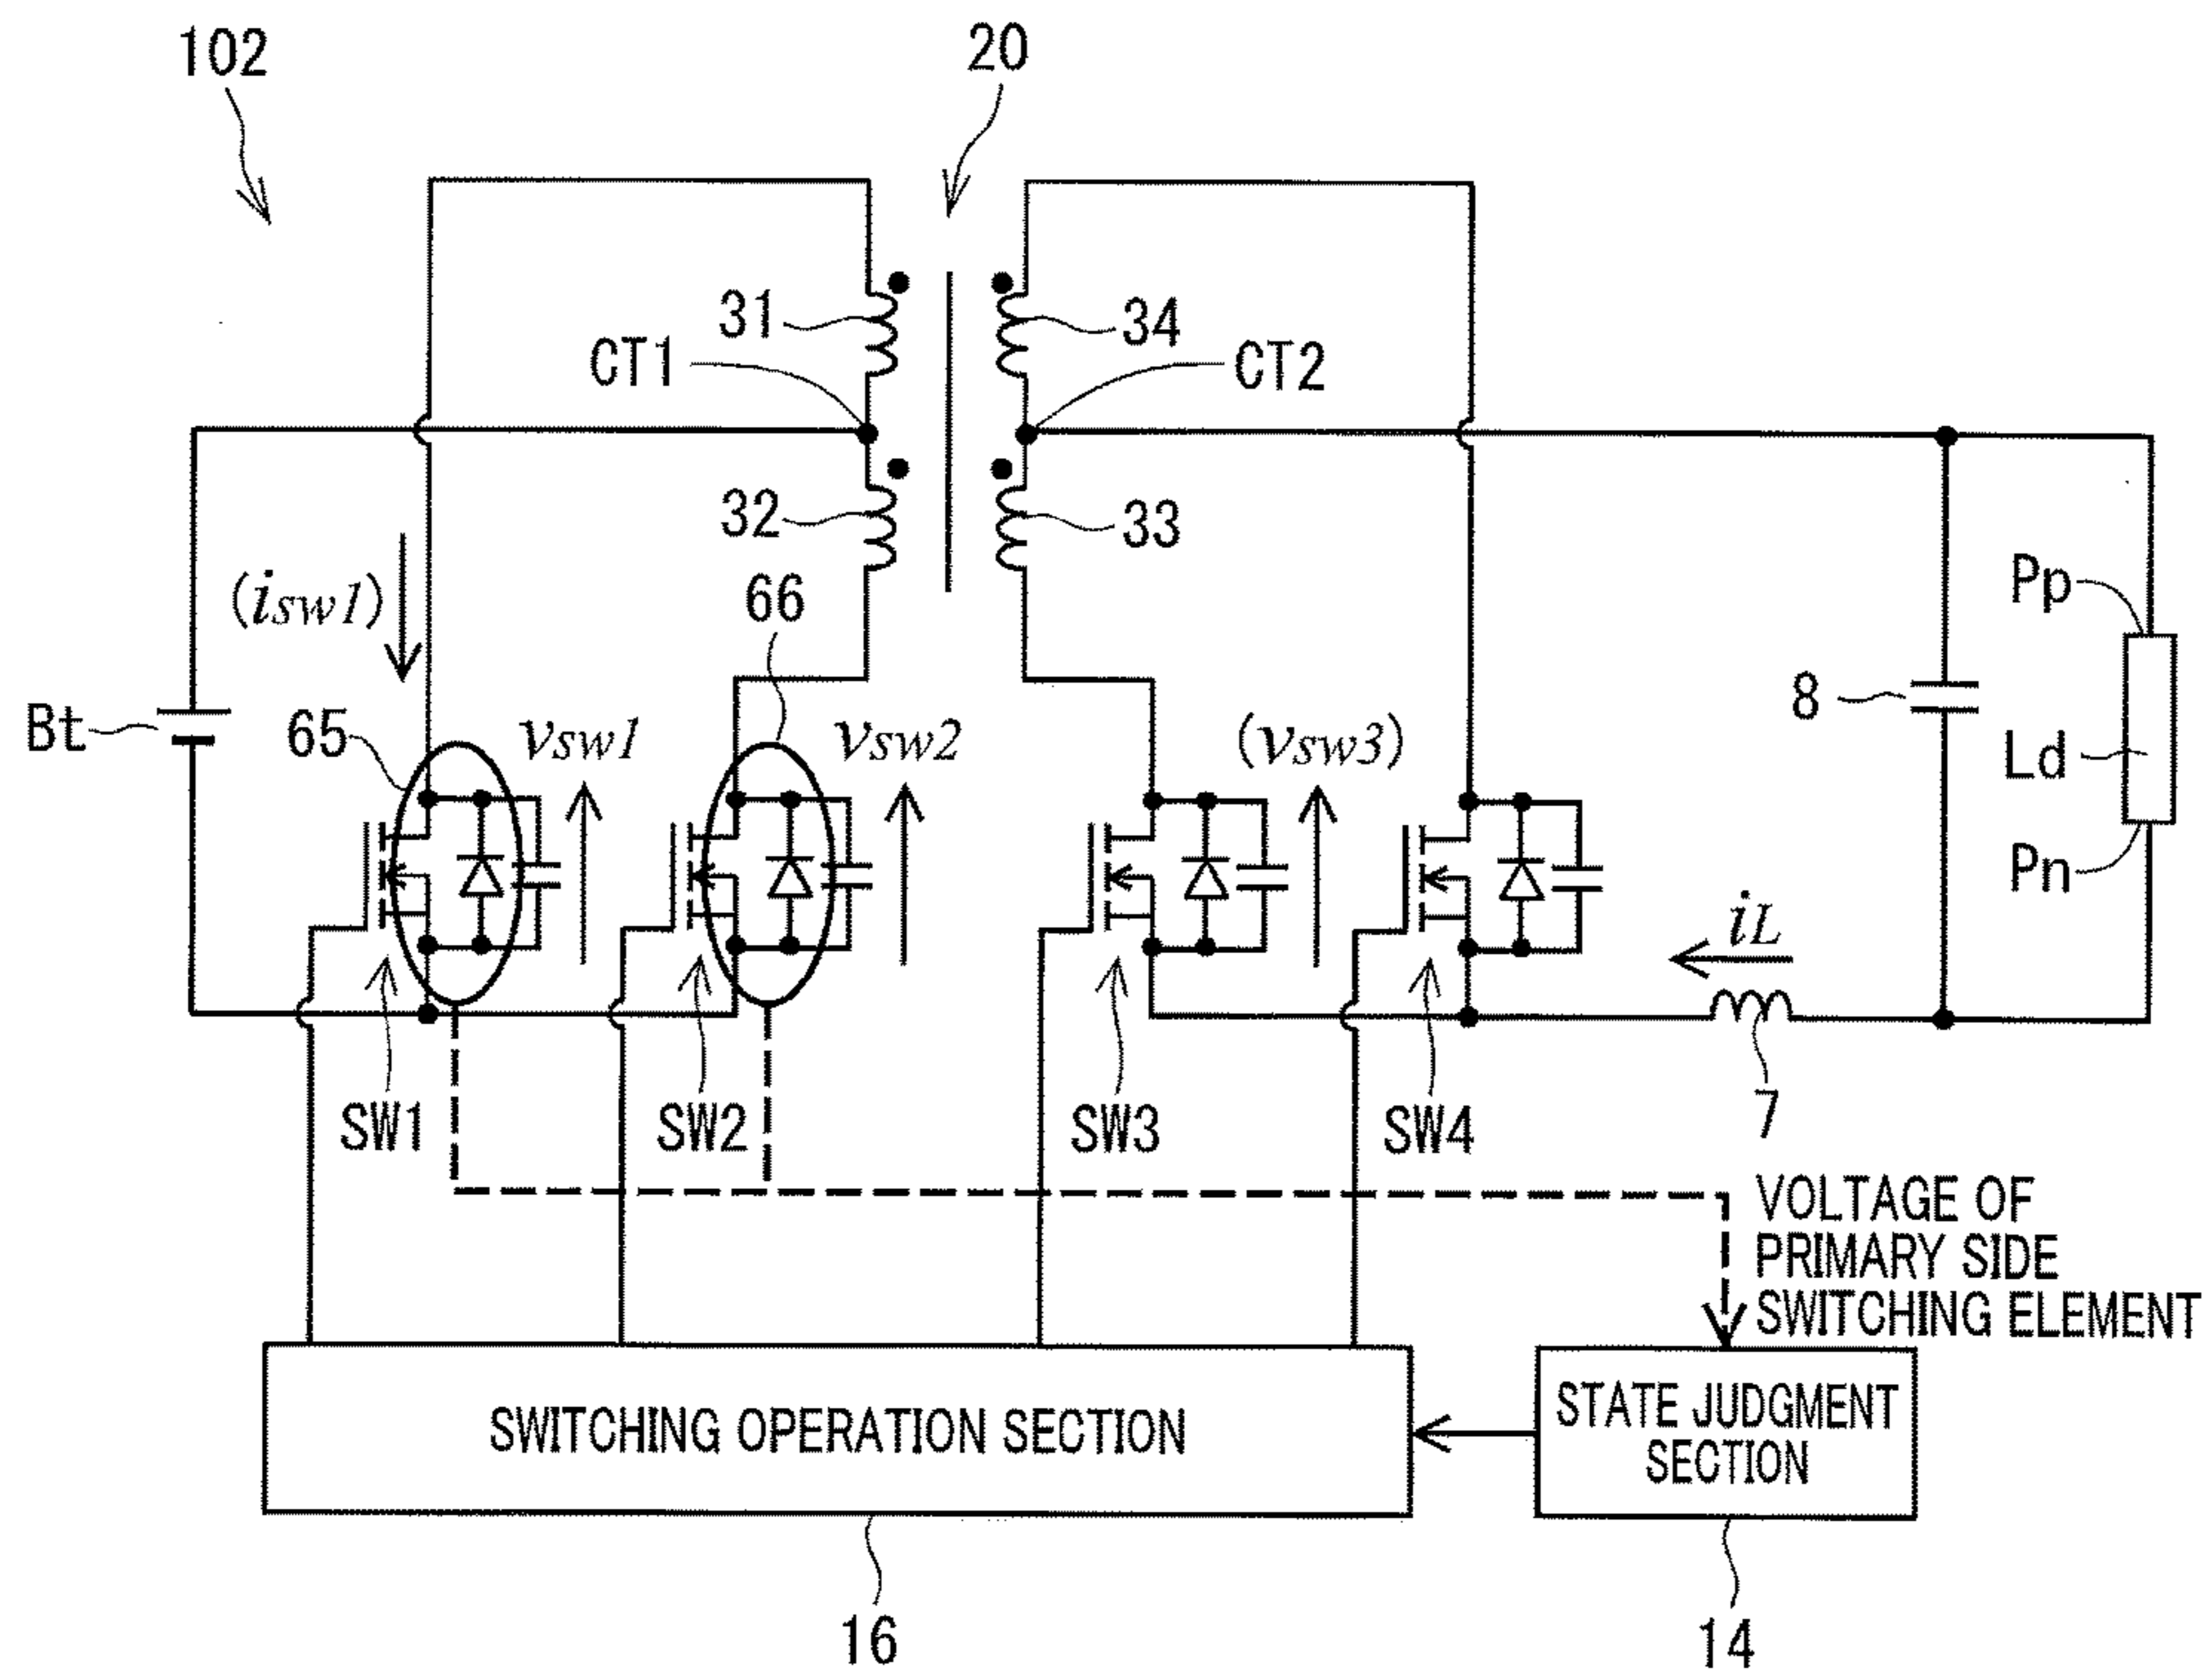 102
20
31
34
CT1
CT2
32
33
(isw1)
66
Pp
8
Bt
65
vsw1
vsw2
(vsw3)
Ld
Pn
iL
SW1
SW2
SW3
SW4
7
VOLTAGE OF
PRIMARY SIDE
SWITCHING ELEMENT
SWITCHING OPERATION SECTION
STATE JUDGMENT
SECTION
16
14